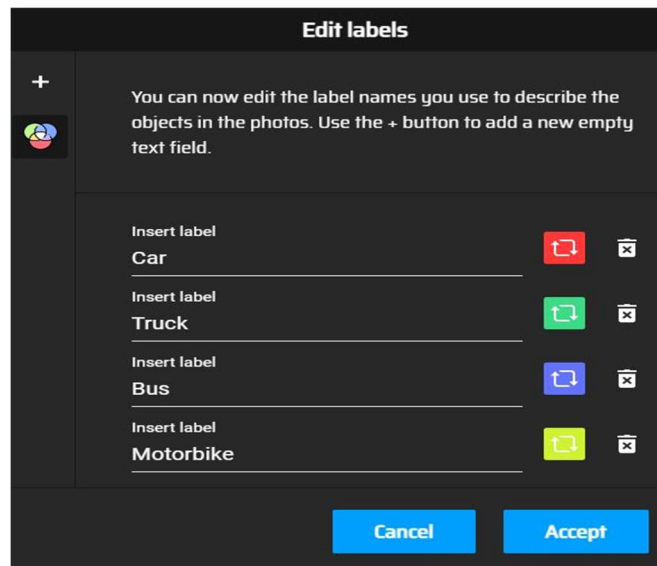 Edit labels
+
You can now edit the label names you use to describe the
objects in the photos. Use the + button to add a new empty
text field.
Insert label
Car
Insert label
Truck
Insert label
Bus
Insert label
Motorbike
Cancel
Accept